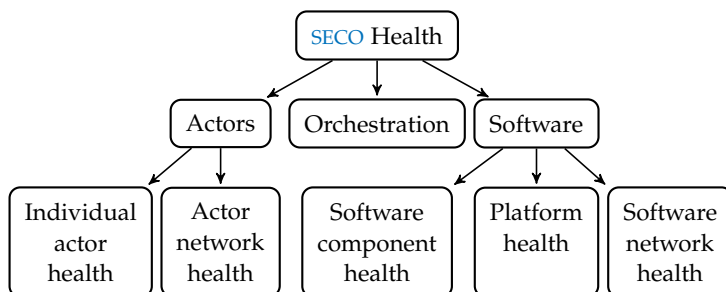 SECO Health
Actors
Orchestration
Software
Individual
actor
health
Actor
network
health
Software
component
health
Platform
health
Software
network
health